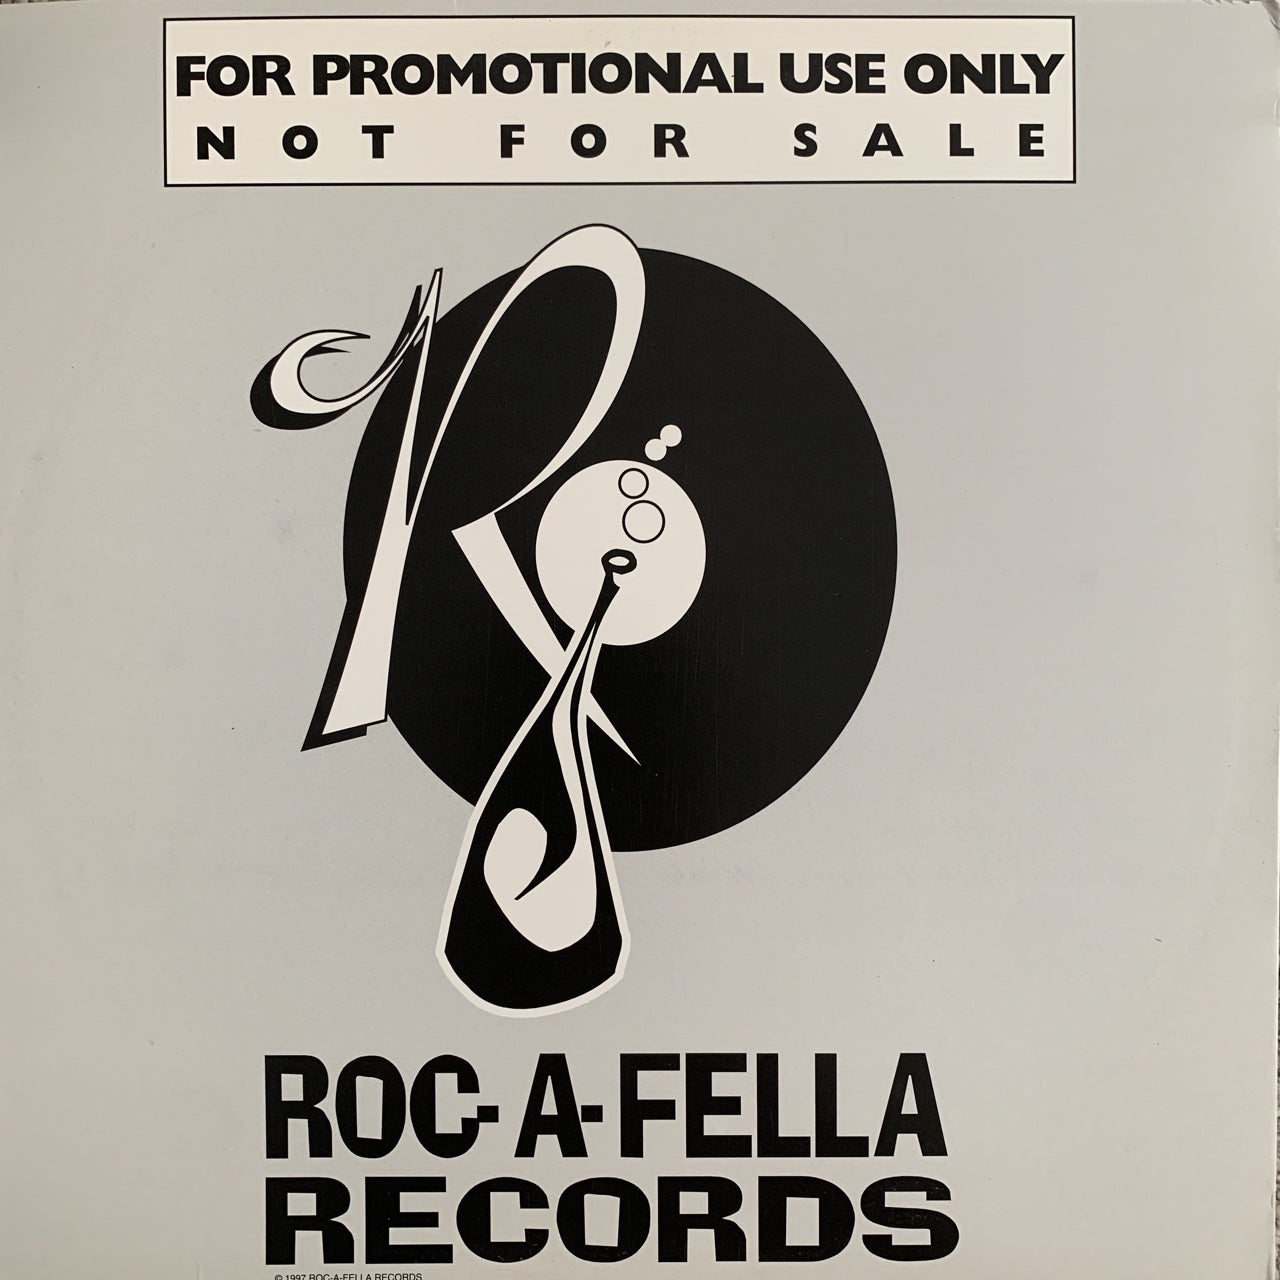 FOR PROMOTIONAL USE ONLY
NOT FOR SALE
ROC-A-FELLA
RECORDS
© 1997 ROC-A-FELLA RECORDS